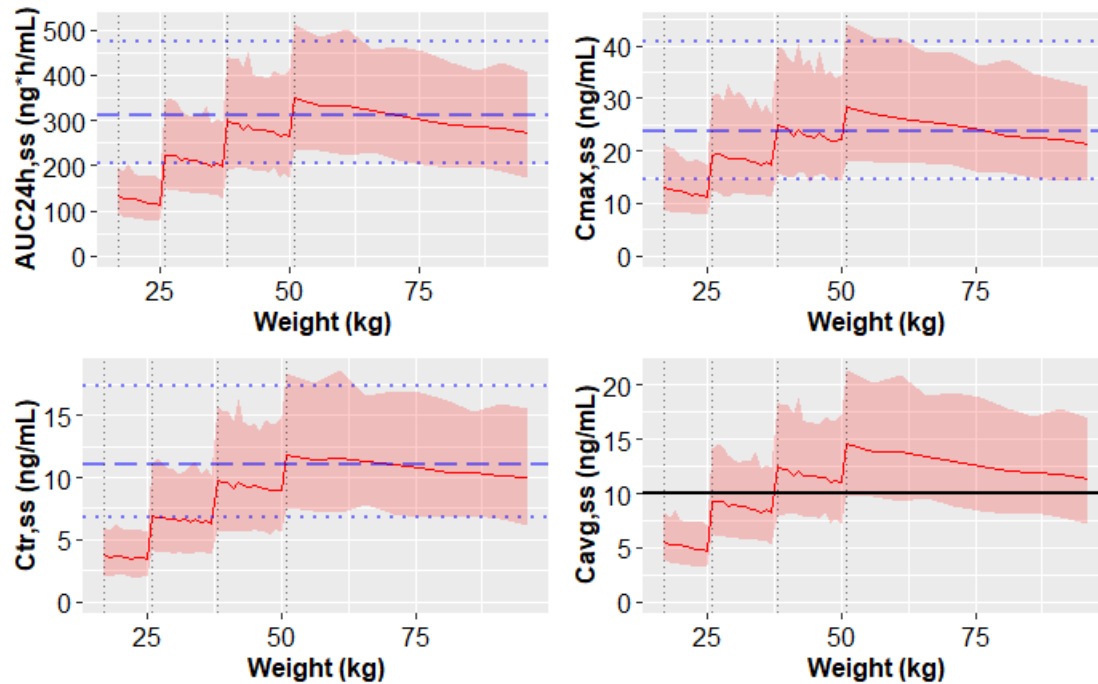 AUC24h,ss (ng*h/mL)
500
400
300
200
100
0
25 50 75
Weight (kg)
Cmax,ss (ng/mL)
40
30
20
10
0
25 50 75
Weight (kg)
Ctr,ss (ng/mL)
15
10
5
0
25 50 75
Weight (kg)
Cavg,ss (ng/mL)
20
15
10
5
0
25 50 75
Weight (kg)